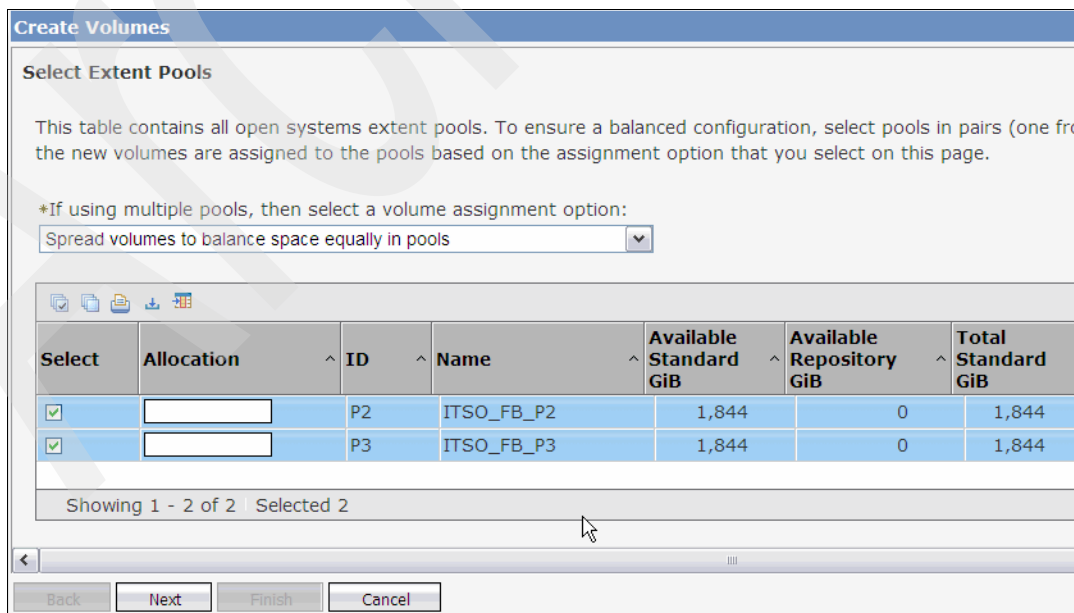 Create Volumes
Select Extent Pools
This table contains all open systems extent pools. To ensure a balanced configuration, select pools in pairs (one fro
the new volumes are assigned to the pools based on the assignment option that you select on this page.
*If using multiple pools, then select a volume assignment option:
Spread volumes to balance space equally in pools
Select Allocation ID Name Available Standard GiB Available Repository GiB Total Standard GiB
P2 ITSO_FB_P2 1,844 0 1,844
P3 ITSO_FB_P3 1,844 0 1,844
Showing 1 - 2 of 2 Selected 2
Back Next Finish Cancel